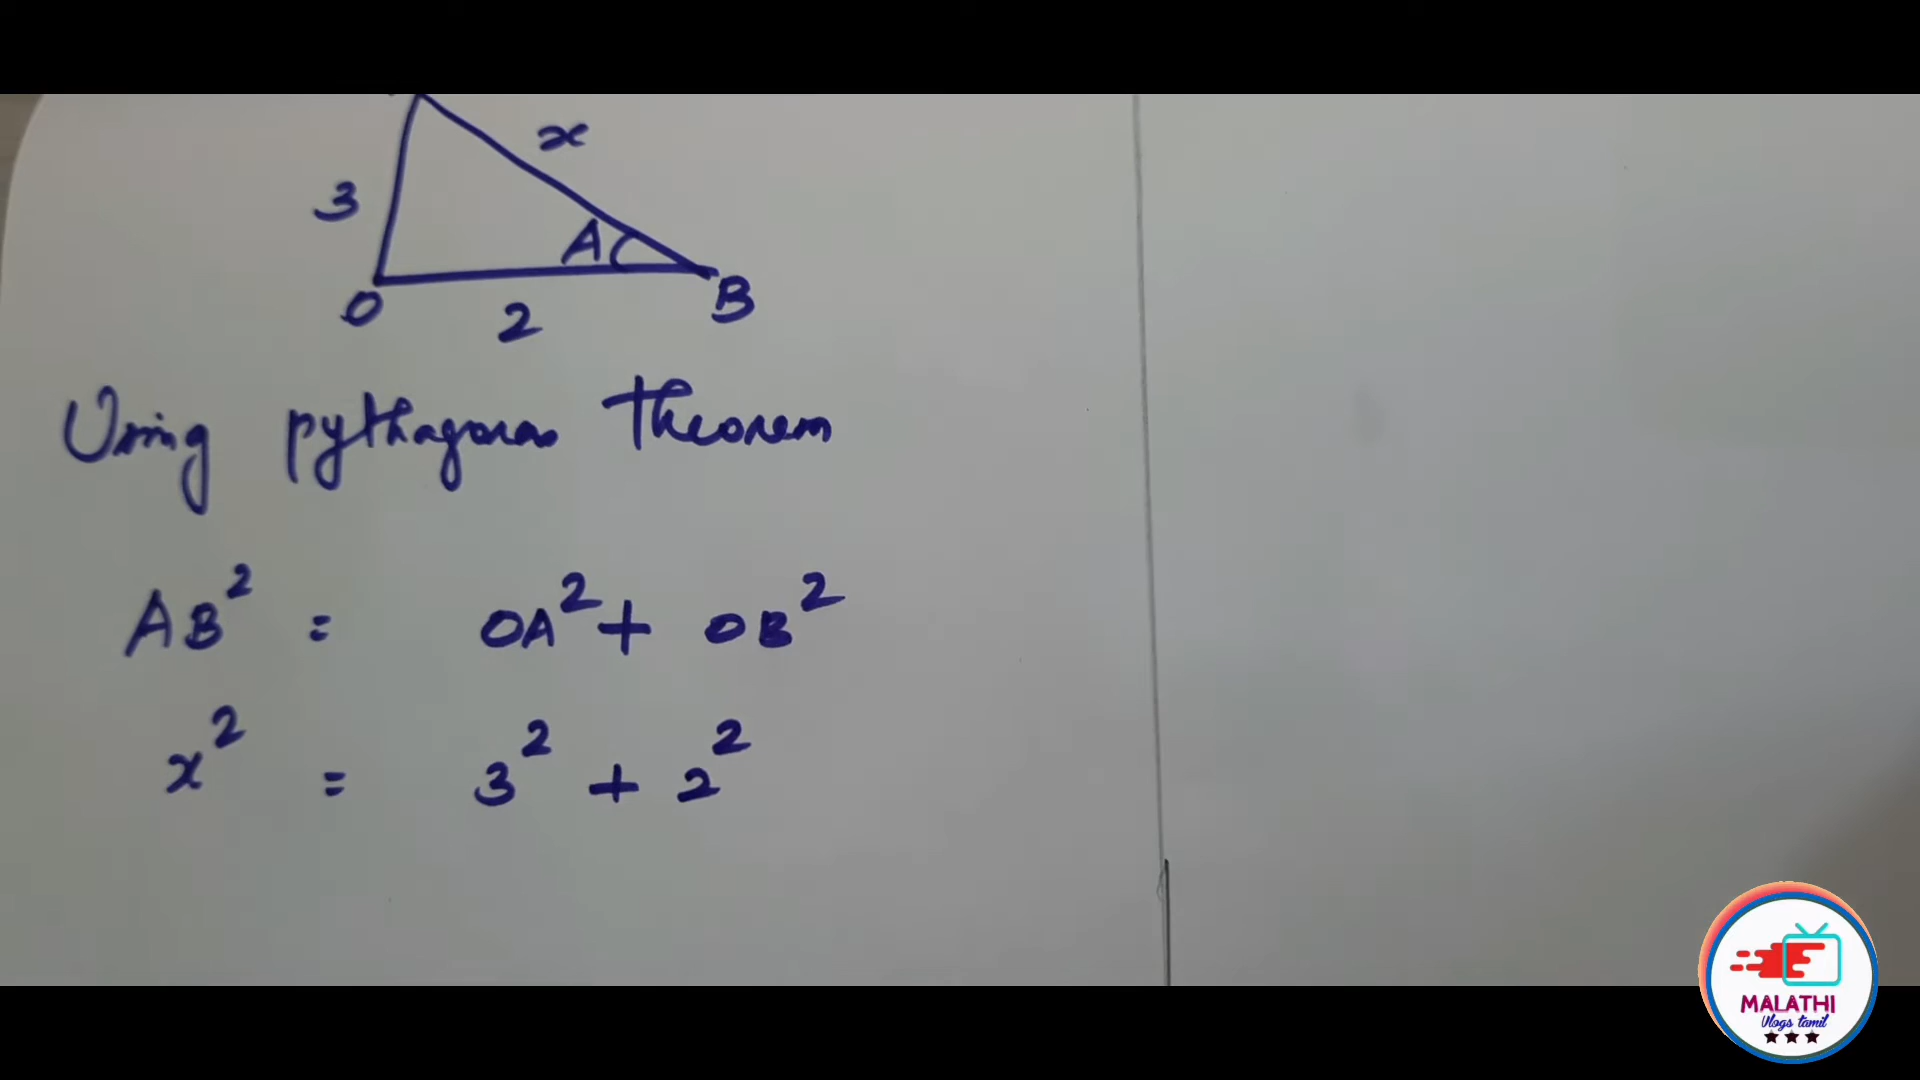 x
3
A
O
B
2
Using pythagoras Theorem
AB² = OA² + OB²
x² = 3² + 2²
MALATHI
Vlogs tamil